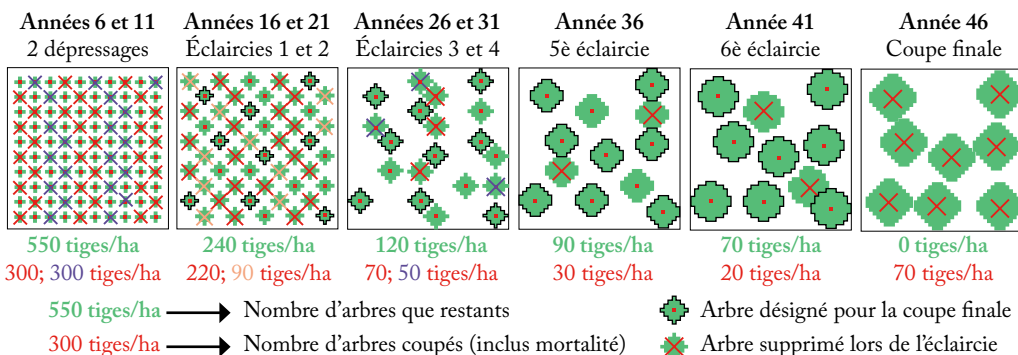 Années 6 et 11
2 dépressages
Années 16 et 21
Éclaircies 1 et 2
Années 26 et 31
Éclaircies 3 et 4
Année 36
5è éclaircie
Année 41
6è éclaircie
Année 46
Coupe finale
550 tiges/ha
300; 300 tiges/ha
240 tiges/ha
220; 90 tiges/ha
120 tiges/ha
70; 50 tiges/ha
90 tiges/ha
30 tiges/ha
70 tiges/ha
20 tiges/ha
0 tiges/ha
70 tiges/ha
550 tiges/ha
Nombre d'arbres que restants
300 tiges/ha
Nombre d'arbres coupés (inclus mortalité)
Arbre désigné pour la coupe finale
Arbre supprimé lors de l'éclaircie